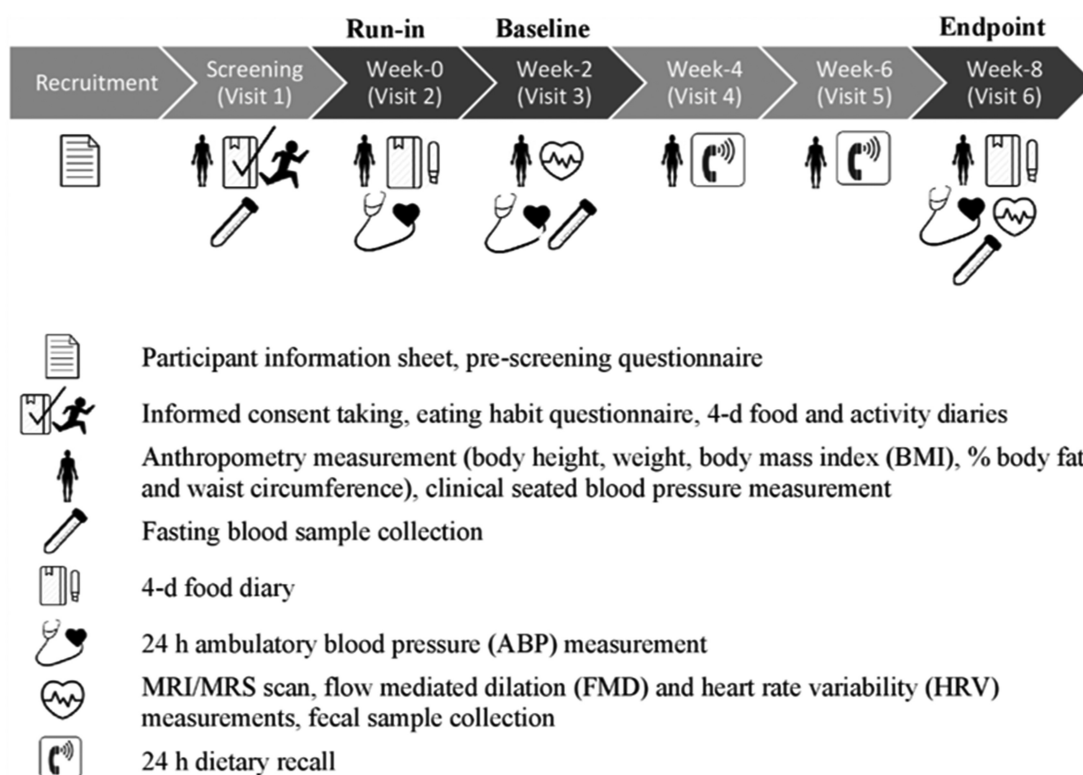 Run-in Baseline Endpoint
Recruitment Screening (Visit 1) Week-0 (Visit 2) Week-2 (Visit 3) Week-4 (Visit 4) Week-6 (Visit 5) Week-8 (Visit 6)
Participant information sheet, pre-screening questionnaire
Informed consent taking, eating habit questionnaire, 4-d food and activity diaries
Anthropometry measurement (body height, weight, body mass index (BMI), % body fat
and waist circumference), clinical seated blood pressure measurement
Fasting blood sample collection
4-d food diary
24 h ambulatory blood pressure (ABP) measurement
MRI/MRS scan, flow mediated dilation (FMD) and heart rate variability (HRV)
measurements, fecal sample collection
24 h dietary recall